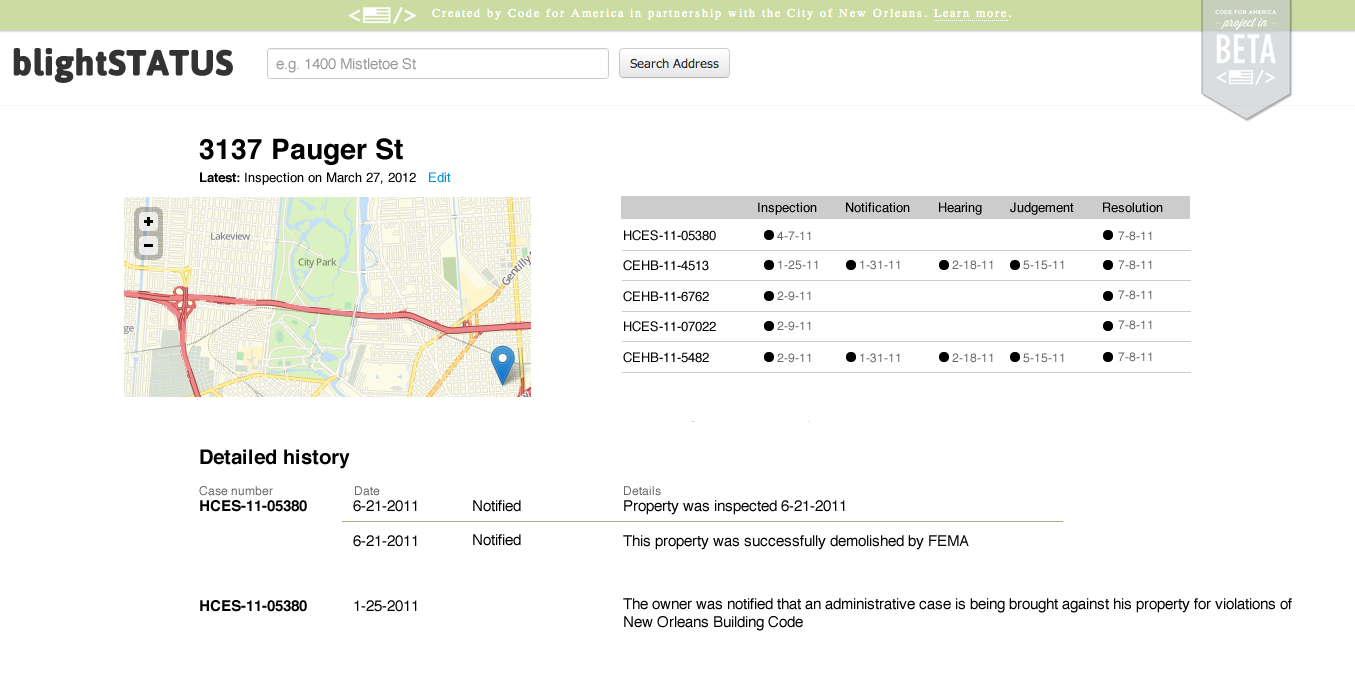 Created by Code for America in partnership with the City of New Orleans. Learn more.
CODE FOR AMERICA
project in
BETA
blightSTATUS
e.g. 1400 Mistletoe St
Search Address
3137 Pauger St
Latest: Inspection on March 27, 2012 Edit
+
−
Lakeview
City Park
Gentilly
ge
Inspection Notification Hearing Judgement Resolution
HCES-11-05380 4-7-11 7-8-11
CEHB-11-4513 1-25-11 1-31-11 2-18-11 5-15-11 7-8-11
CEHB-11-6762 2-9-11 7-8-11
HCES-11-07022 2-9-11 7-8-11
CEHB-11-5482 2-9-11 1-31-11 2-18-11 5-15-11 7-8-11
Detailed history
Case number Date Details
HCES-11-05380 6-21-2011 Notified Property was inspected 6-21-2011
6-21-2011 Notified This property was successfully demolished by FEMA
HCES-11-05380 1-25-2011 The owner was notified that an administrative case is being brought against his property for violations of
New Orleans Building Code